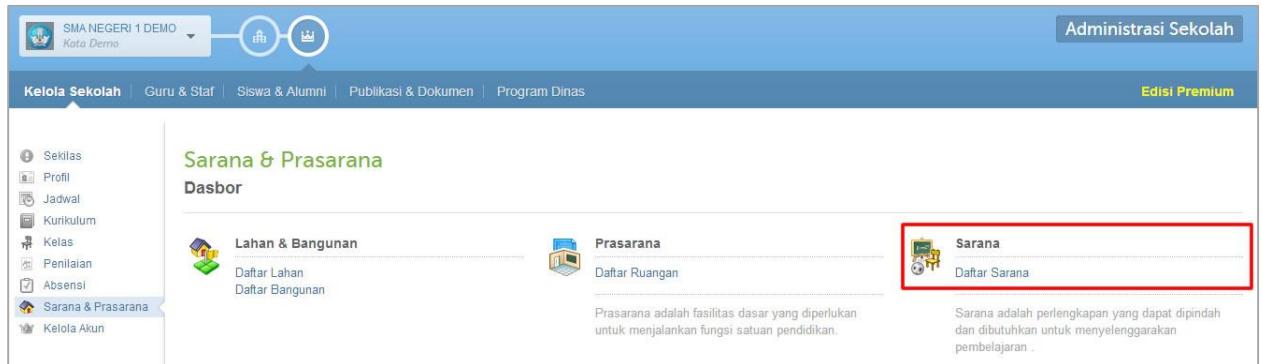 SMA NEGERI 1 DEMO
Kota Demo
Administrasi Sekolah
Kelola Sekolah
Guru & Staf
Siswa & Alumni
Publikasi & Dokumen
Program Dinas
Edisi Premium
Sekilas
Profil
Jadwal
Kurikulum
Kelas
Penilaian
Absensi
Sarana & Prasarana
Kelola Akun
Sarana & Prasarana
Dasbor
Lahan & Bangunan
Daftar Lahan
Daftar Bangunan
Prasarana
Daftar Ruangan
Prasarana adalah fasilitas dasar yang diperlukan
untuk menjalankan fungsi satuan pendidikan.
Sarana
Daftar Sarana
Sarana adalah perlengkapan yang dapat dipindah
dan dibutuhkan untuk menyelenggarakan
pembelajaran .